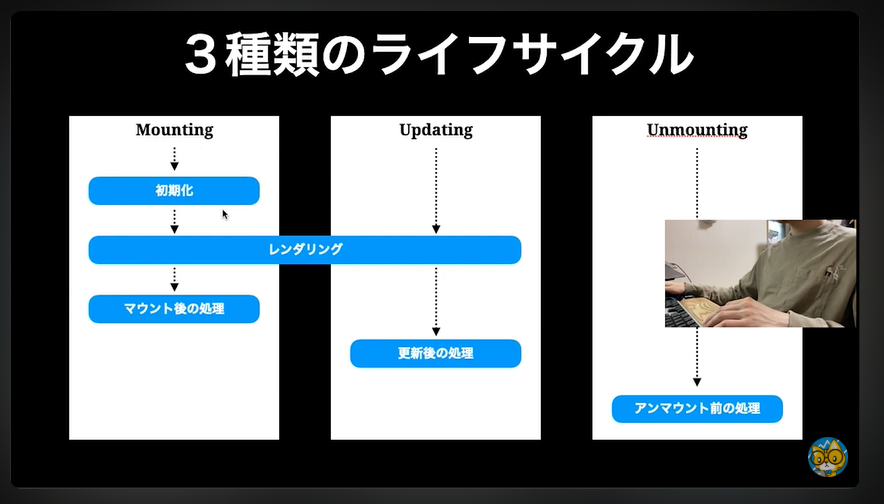 ３種類のライフサイクル
Mounting
初期化
レンダリング
マウント後の処理
Updating
更新後の処理
Unmounting
アンマウント前の処理